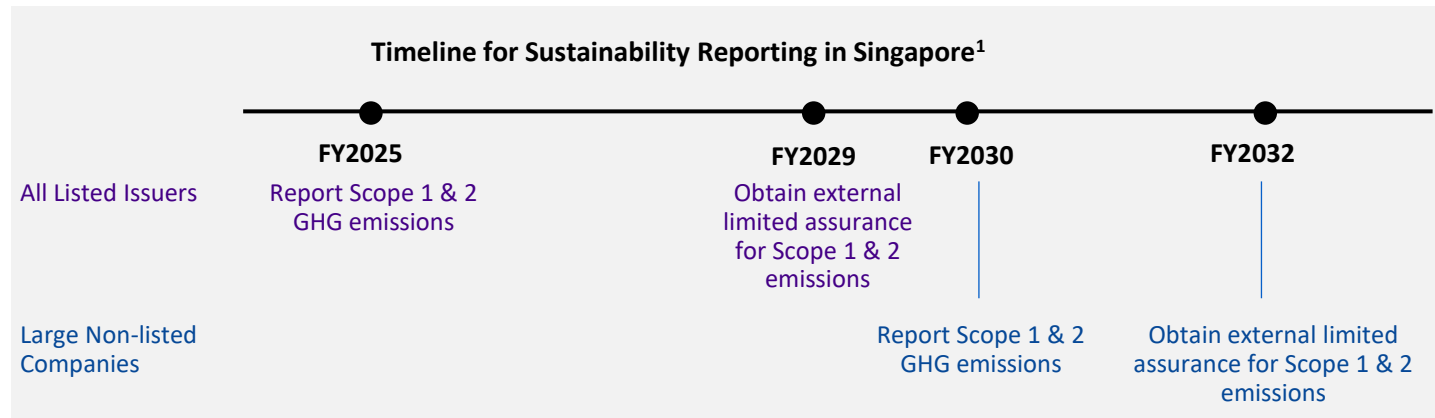 Timeline for Sustainability Reporting in Singapore¹
FY2025
FY2029
FY2030
FY2032
All Listed Issuers
Report Scope 1 & 2
GHG emissions
Obtain external
limited assurance
for Scope 1 & 2
emissions
Large Non-listed
Companies
Report Scope 1 & 2
GHG emissions
Obtain external limited
assurance for Scope 1 & 2
emissions